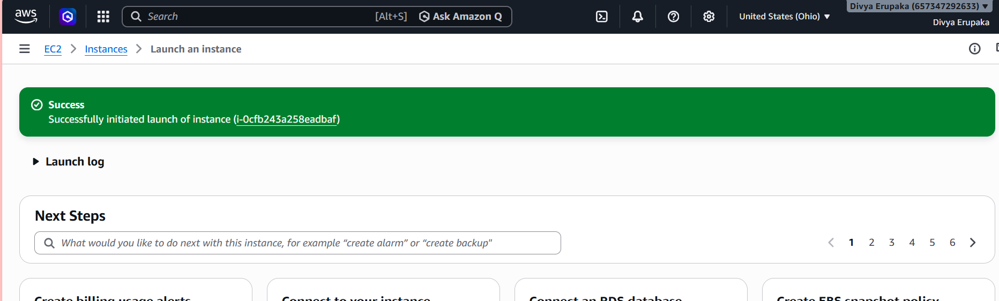 aws
Search [Alt+S] Ask Amazon Q
United States (Ohio) ▼
Divya Erupaka (657347292633) ▼
Divya Erupaka
EC2 > Instances > Launch an instance
Success
Successfully initiated launch of instance (i-0cfb243a258eadbaf)
Launch log
Next Steps
What would you like to do next with this instance, for example “create alarm” or “create backup"
1 2 3 4 5 6
Create billing usage alerts
Connect to your instance
Connect an RDS database
Create EBS snapshot policy